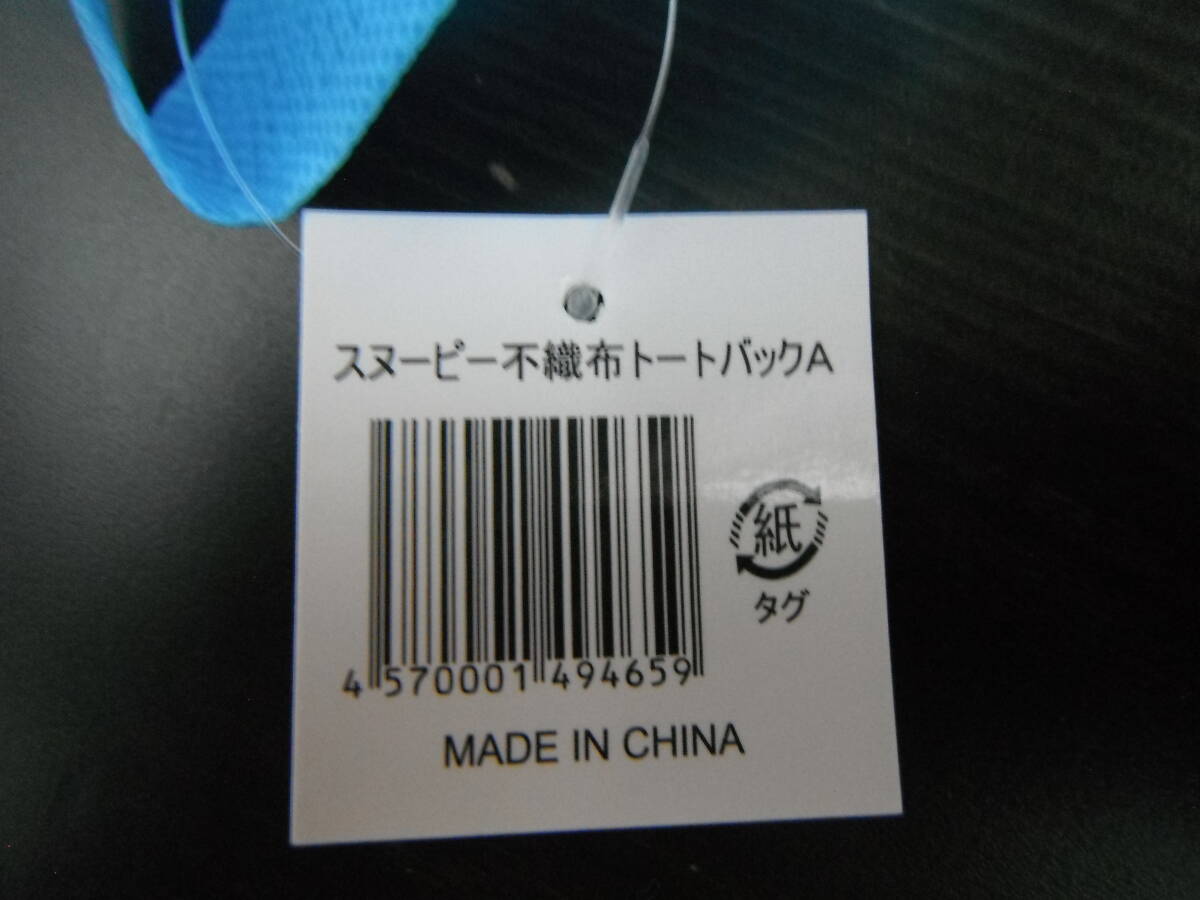 スヌーピー不織布トートバックA
紙
タグ
4 570001 494659
MADE IN CHINA